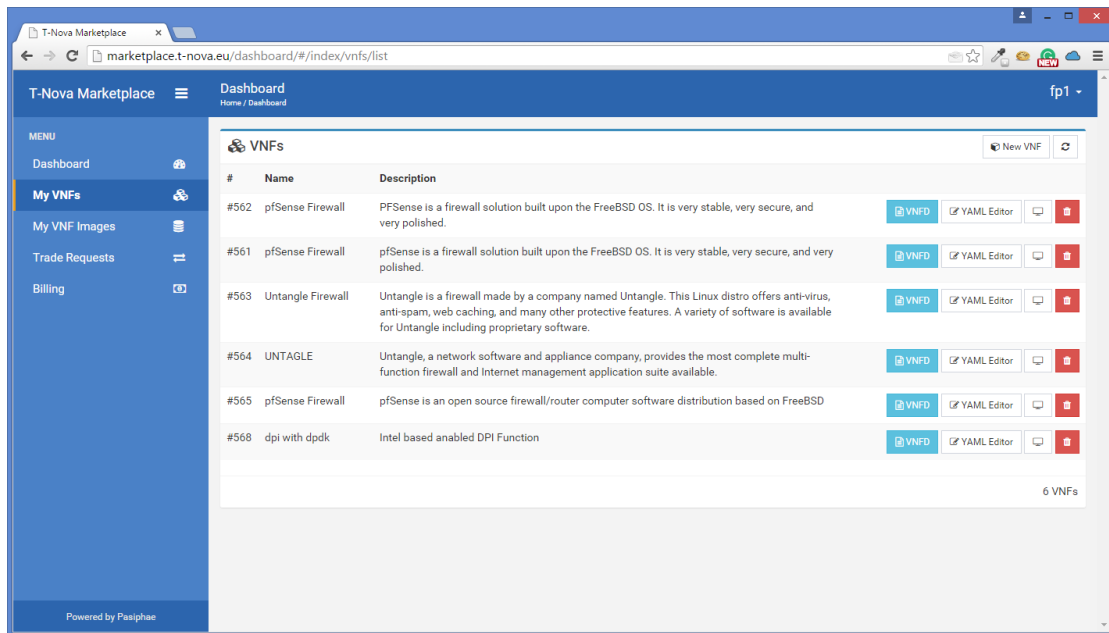 T-Nova Marketplace
marketplace.t-nova.eu/dashboard/#/index/vnfs/list
NEW
T-Nova Marketplace
Dashboard
Home / Dashboard
fp1
MENU
Dashboard
My VNFs
My VNF Images
Trade Requests
Billing
Powered by Pasiphae
VNFs
New VNF
# Name Description
#562 pfSense Firewall PFSense is a firewall solution built upon the FreeBSD OS. It is very stable, very secure, and
very polished.
VNFD YAML Editor
#561 pfSense Firewall pfSense is a firewall solution built upon the FreeBSD OS. It is very stable, very secure, and very
polished.
VNFD YAML Editor
#563 Untangle Firewall Untangle is a firewall made by a company named Untangle. This Linux distro offers anti-virus,
anti-spam, web caching, and many other protective features. A variety of software is available
for Untangle including proprietary software.
VNFD YAML Editor
#564 UNTAGLE Untangle, a network software and appliance company, provides the most complete multi-
function firewall and Internet management application suite available.
VNFD YAML Editor
#565 pfSense Firewall pfSense is an open source firewall/router computer software distribution based on FreeBSD
VNFD YAML Editor
#568 dpi with dpdk Intel based anabled DPI Function
VNFD YAML Editor
6 VNFs